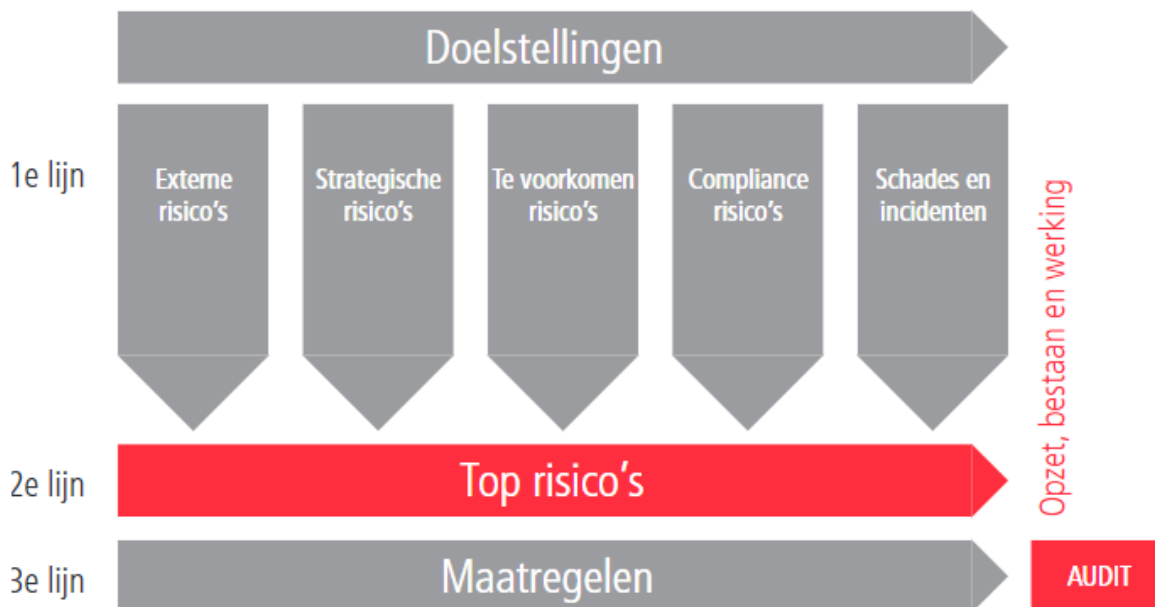 Doelstellingen
1e lijn
Externe
risico's
Strategische
risico's
Te voorkomen
risico's
Compliance
risico's
Schades en
incidenten
Opzet, bestaan en werking
2e lijn
Top risico's
3e lijn
Maatregelen
AUDIT